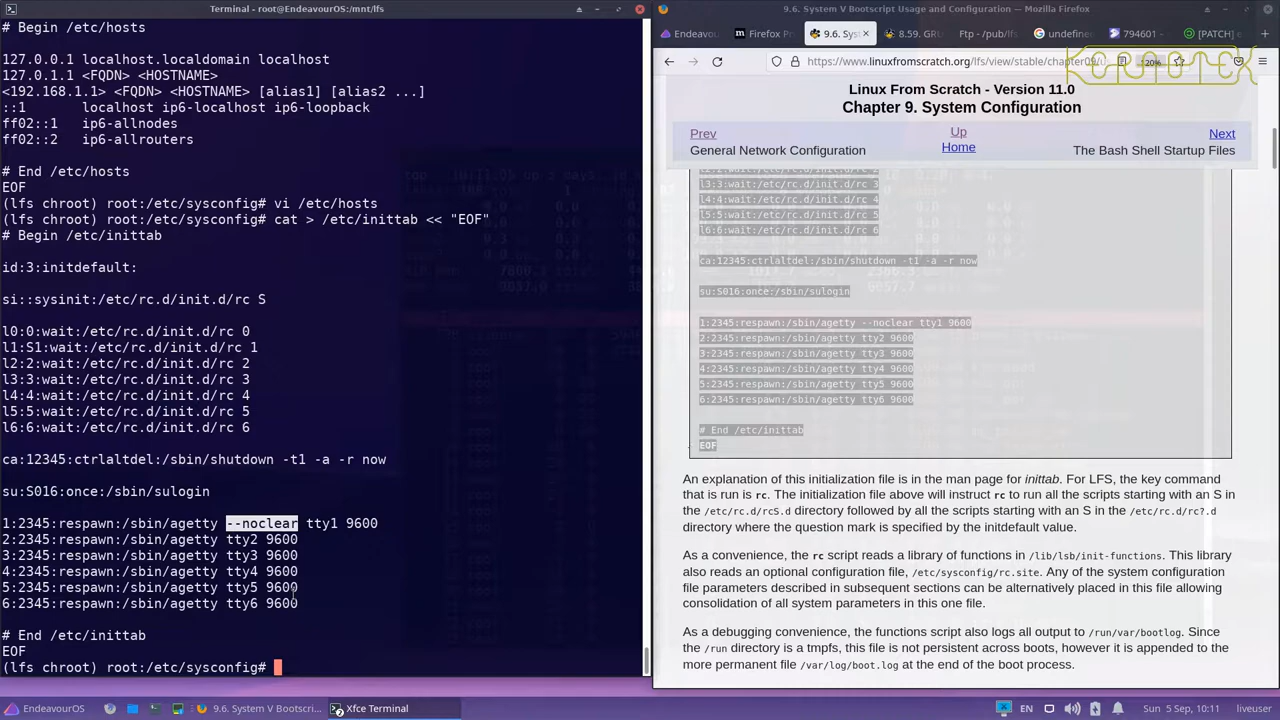 Terminal - root@EndeavourOS:/mnt/lfs
# Begin /etc/hosts
127.0.0.1 localhost.localdomain localhost
127.0.1.1 <FQDN> <HOSTNAME>
<192.168.1.1> <FQDN> <HOSTNAME> [alias1] [alias2 ...]
::1       localhost ip6-localhost ip6-loopback
ff02::1   ip6-allnodes
ff02::2   ip6-allrouters
# End /etc/hosts
EOF
(lfs chroot) root:/etc/sysconfig# vi /etc/hosts
(lfs chroot) root:/etc/sysconfig# cat > /etc/inittab << "EOF"
# Begin /etc/inittab
id:3:initdefault:
si::sysinit:/etc/rc.d/init.d/rc S
l0:0:wait:/etc/rc.d/init.d/rc 0
l1:S1:wait:/etc/rc.d/init.d/rc 1
l2:2:wait:/etc/rc.d/init.d/rc 2
l3:3:wait:/etc/rc.d/init.d/rc 3
l4:4:wait:/etc/rc.d/init.d/rc 4
l5:5:wait:/etc/rc.d/init.d/rc 5
l6:6:wait:/etc/rc.d/init.d/rc 6
ca:12345:ctrlaltdel:/sbin/shutdown -t1 -a -r now
su:S016:once:/sbin/sulogin
1:2345:respawn:/sbin/agetty --noclear tty1 9600
2:2345:respawn:/sbin/agetty tty2 9600
3:2345:respawn:/sbin/agetty tty3 9600
4:2345:respawn:/sbin/agetty tty4 9600
5:2345:respawn:/sbin/agetty tty5 9600
6:2345:respawn:/sbin/agetty tty6 9600
# End /etc/inittab
EOF
(lfs chroot) root:/etc/sysconfig#
9.6. System V Bootscript Usage and Configuration — Mozilla Firefox
Endeavou
Firefox Pr
9.6. Syst
8.59. GRU
Ftp - /pub/lfs
undefine
794601 -
[PATCH]
https://www.linuxfromscratch.org/lfs/view/stable/chapter09/
120%
Linux From Scratch - Version 11.0
Chapter 9. System Configuration
Prev
Up
Next
General Network Configuration
Home
The Bash Shell Startup Files
l3:3:wait:/etc/rc.d/init.d/rc 3
l4:4:wait:/etc/rc.d/init.d/rc 4
l5:5:wait:/etc/rc.d/init.d/rc 5
l6:6:wait:/etc/rc.d/init.d/rc 6
ca:12345:ctrlaltdel:/sbin/shutdown -t1 -a -r now
su:S016:once:/sbin/sulogin
1:2345:respawn:/sbin/agetty --noclear tty1 9600
2:2345:respawn:/sbin/agetty tty2 9600
3:2345:respawn:/sbin/agetty tty3 9600
4:2345:respawn:/sbin/agetty tty4 9600
5:2345:respawn:/sbin/agetty tty5 9600
6:2345:respawn:/sbin/agetty tty6 9600
# End /etc/inittab
EOF
An explanation of this initialization file is in the man page for inittab. For LFS, the key command
that is run is rc. The initialization file above will instruct rc to run all the scripts starting with an S in
the /etc/rc.d/rcS.d directory followed by all the scripts starting with an S in the /etc/rc.d/rc?.d
directory where the question mark is specified by the initdefault value.
As a convenience, the rc script reads a library of functions in /lib/lsb/init-functions. This library
also reads an optional configuration file, /etc/sysconfig/rc.site. Any of the system configuration
file parameters described in subsequent sections can be alternatively placed in this file allowing
consolidation of all system parameters in this one file.
As a debugging convenience, the functions script also logs all output to /run/var/bootlog. Since
the /run directory is a tmpfs, this file is not persistent across boots, however it is appended to the
more permanent file /var/log/boot.log at the end of the boot process.
EndeavourOS
9.6. System V Bootscri...
Xfce Terminal
EN
Sun 5 Sep, 10:11
liveuser